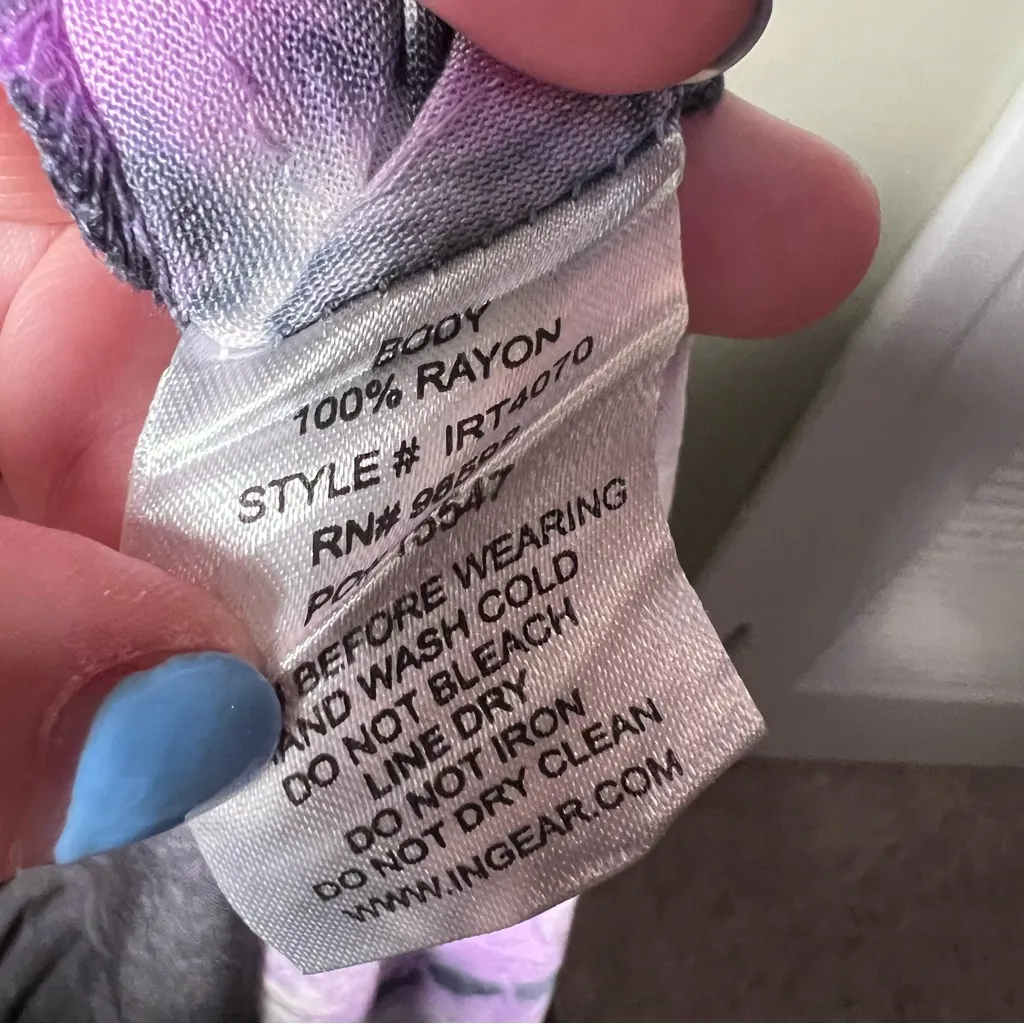 BODY
100% RAYON
STYLE # IRT4070
RN#
BEFORE WEARING
AND WASH COLD
DO NOT BLEACH
LINE DRY
DO NOT IRON
DO NOT DRY CLEAN
WWW.INGEAR.COM